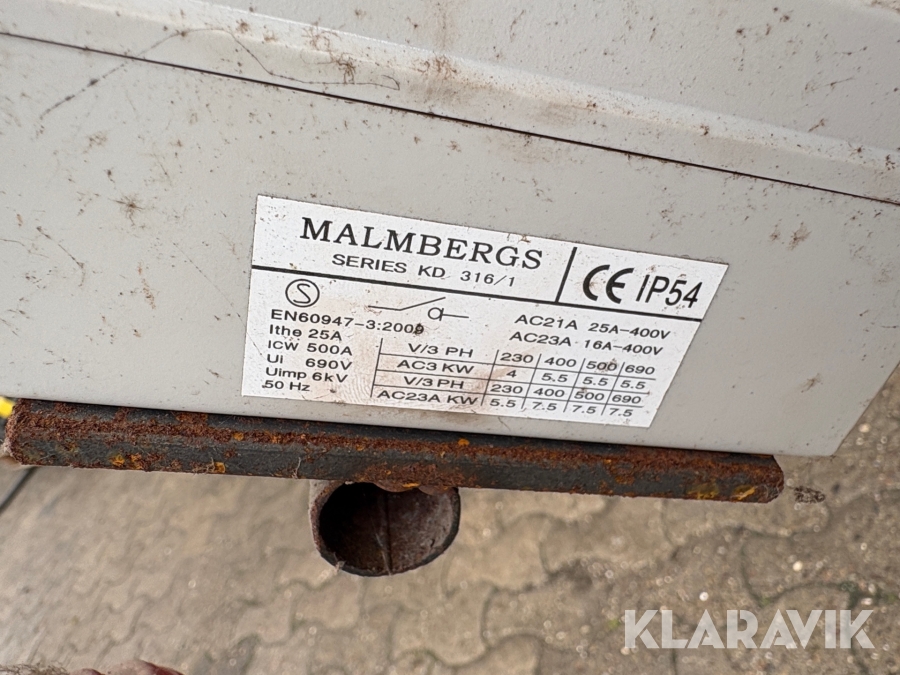 MALMBERGS
SERIES KD 316/1
CE IP54
S
EN60947-3:2009
Ithe 25A
Icw 500A
Ui 690V
Uimp 6kV
50 Hz
AC21A 25A-400V
AC23A 16A-400V
V/3 PH 230 400 500 690
AC3 KW 4 5.5 5.5 5.5
V/3 PH 230 400 500 690
AC23A KW 5.5 7.5 7.5 7.5
KLARAVIK